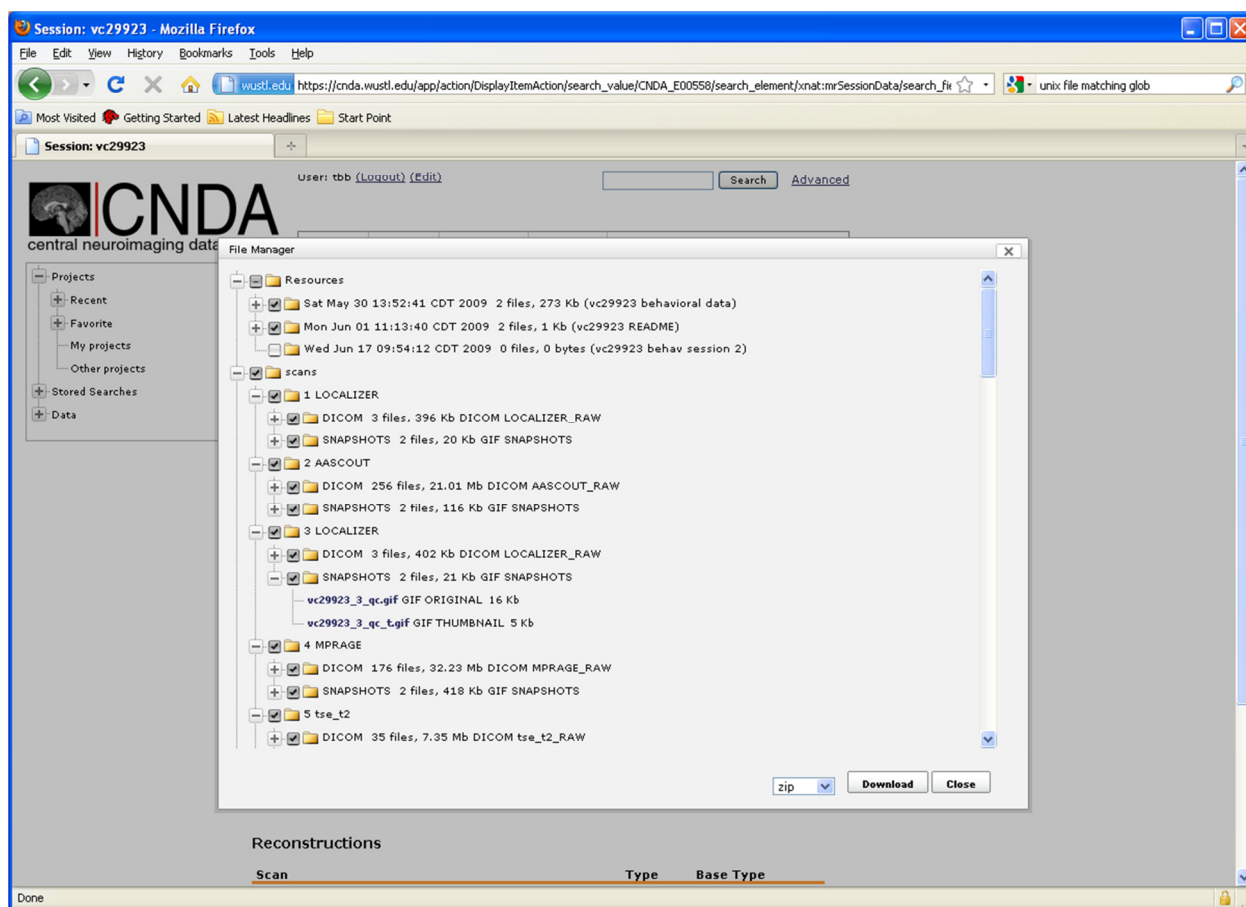 Session: vc29923 - Mozilla Firefox
File Edit View History Bookmarks Tools Help
wustl.edu https://cnda.wustl.edu/app/action/DisplayItemAction/search_value/CNDA_E00558/search_element/xnat:mrSessionData/search_fie unix file matching glob
Most Visited Getting Started Latest Headlines Start Point
Session: vc29923
User: tbb (Logout) (Edit) Search Advanced
CNDA
central neuroimaging data
File Manager
Projects
Recent
Favorite
My projects
Other projects
Stored Searches
Data
Resources
Sat May 30 13:52:41 CDT 2009 2 files, 273 Kb (vc29923 behavioral data)
Mon Jun 01 11:13:40 CDT 2009 2 files, 1 Kb (vc29923 README)
Wed Jun 17 09:54:12 CDT 2009 0 files, 0 bytes (vc29923 behav session 2)
scans
1 LOCALIZER
DICOM 3 files, 396 Kb DICOM LOCALIZER_RAW
SNAPSHOTS 2 files, 20 Kb GIF SNAPSHOTS
2 AASCOUT
DICOM 256 files, 21.01 Mb DICOM AASCOUT_RAW
SNAPSHOTS 2 files, 116 Kb GIF SNAPSHOTS
3 LOCALIZER
DICOM 3 files, 402 Kb DICOM LOCALIZER_RAW
SNAPSHOTS 2 files, 21 Kb GIF SNAPSHOTS
vc29923_3_qc.gif GIF ORIGINAL 16 Kb
vc29923_3_qc_t.gif GIF THUMBNAIL 5 Kb
4 MPRAGE
DICOM 176 files, 32.23 Mb DICOM MPRAGE_RAW
SNAPSHOTS 2 files, 418 Kb GIF SNAPSHOTS
5 tse_t2
DICOM 35 files, 7.35 Mb DICOM tse_t2_RAW
zip Download Close
Reconstructions
Scan Type Base Type
Done